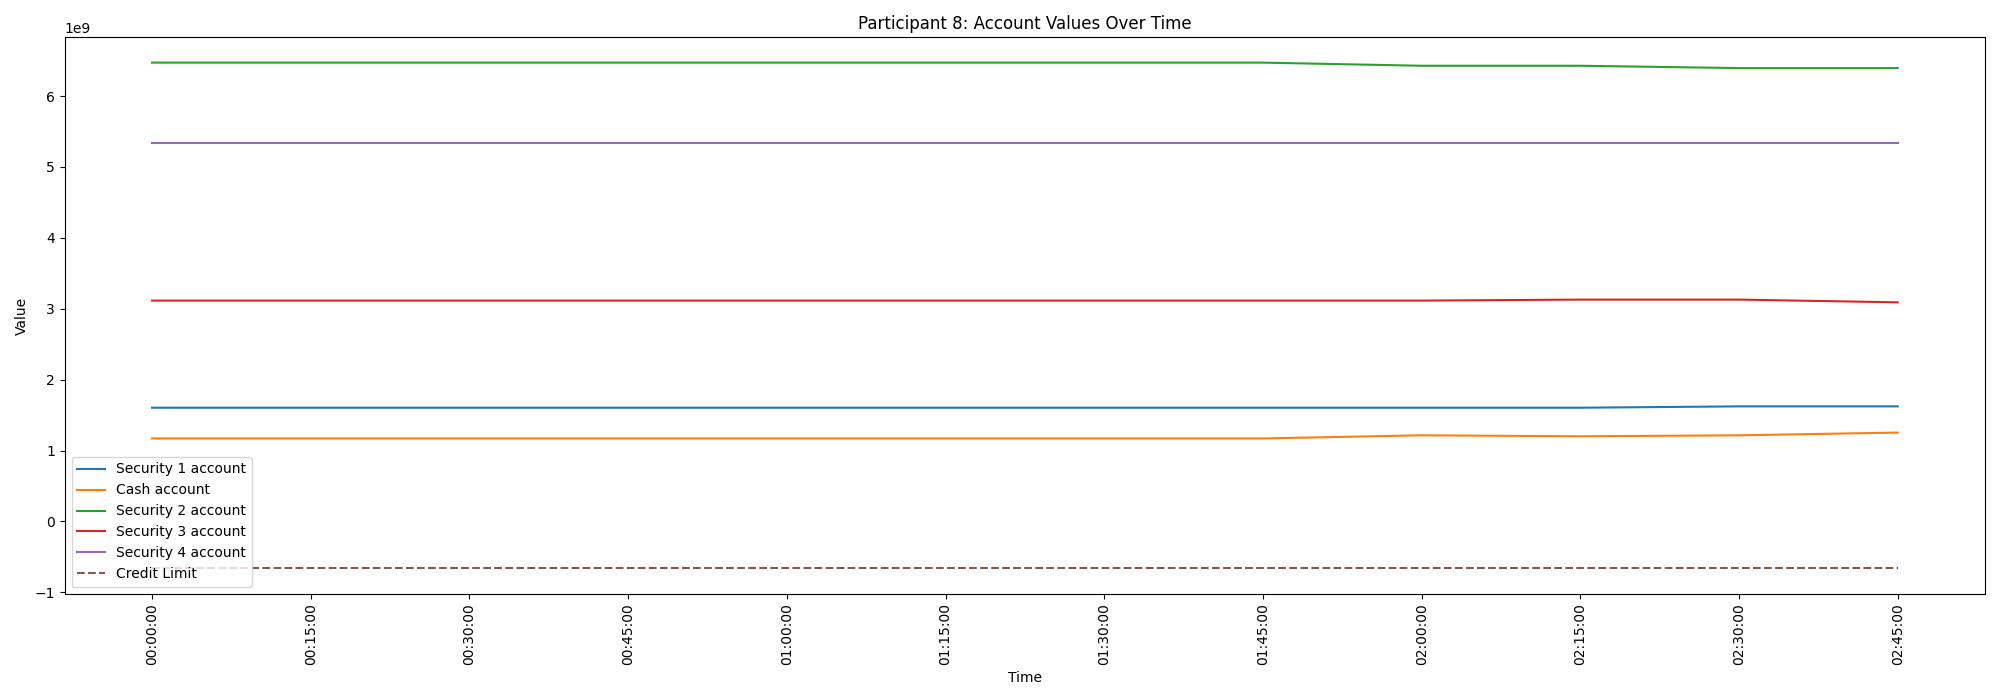 Participant 8: Account Values Over Time
1e9
6
5
4
3
2
1
0
−1
Value
Security 1 account
Cash account
Security 2 account
Security 3 account
Security 4 account
Credit Limit
00:00:00
00:15:00
00:30:00
00:45:00
01:00:00
01:15:00
01:30:00
01:45:00
02:00:00
02:15:00
02:30:00
02:45:00
Time